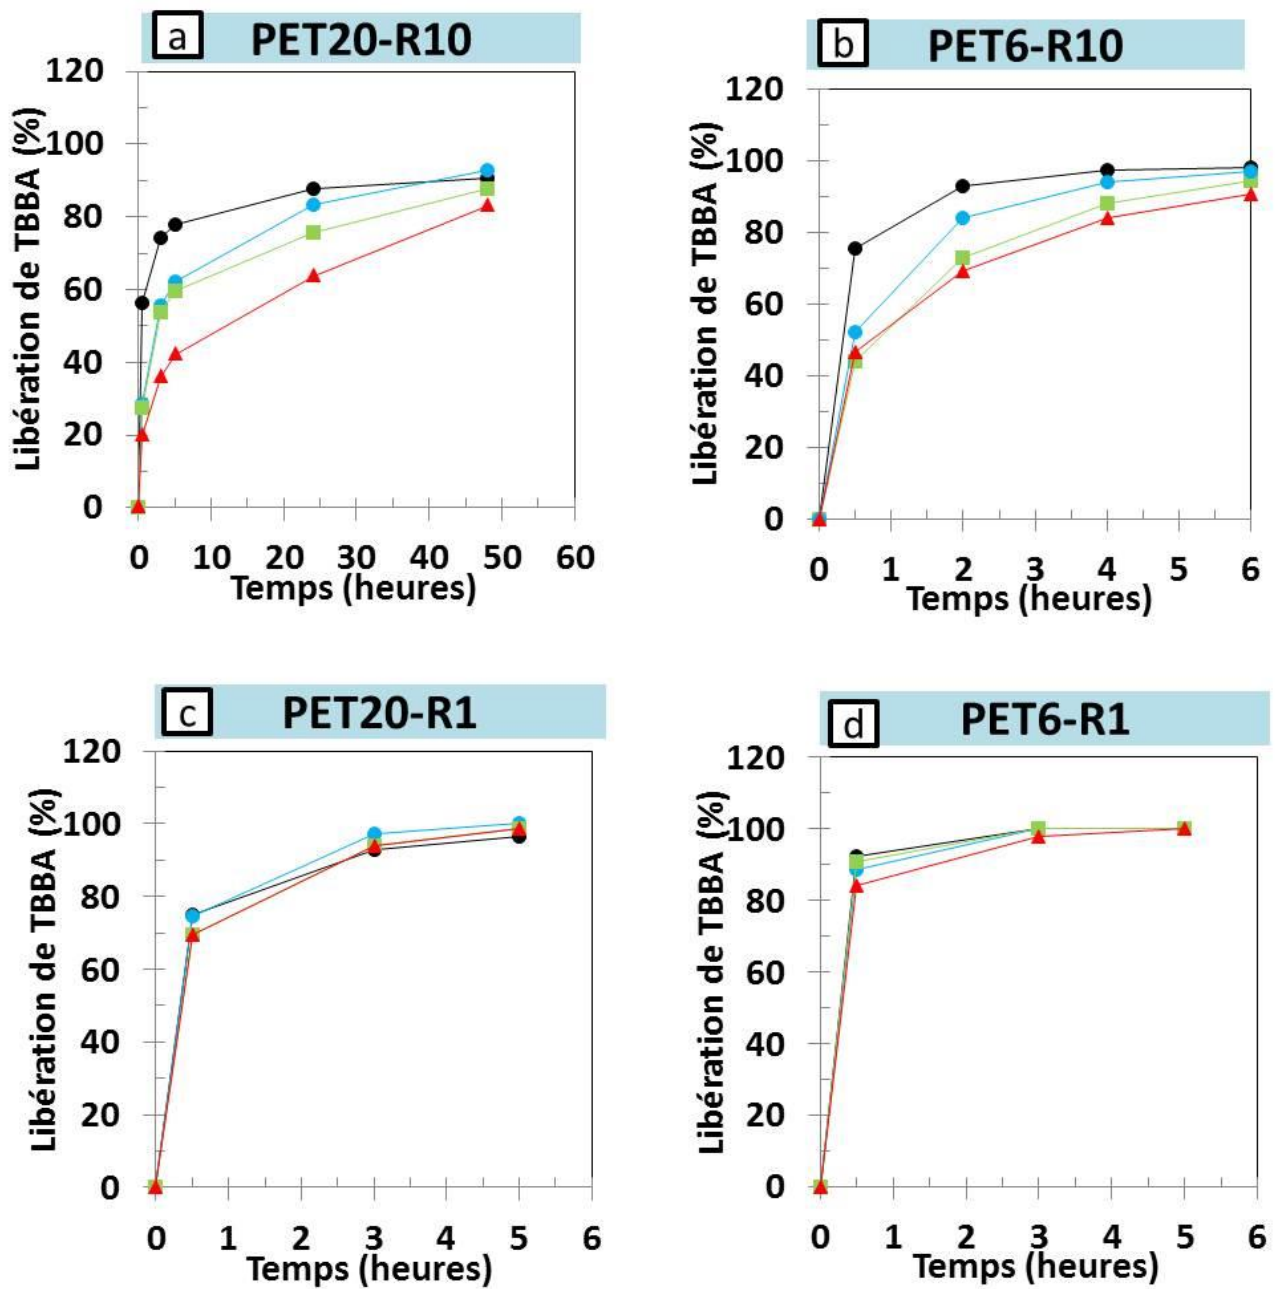 a PET20-R10
Libération de TBBA (%)
120
100
80
60
40
20
0
0 10 20 30 40 50 60
Temps (heures)
b PET6-R10
Libération de TBBA (%)
120
100
80
60
40
20
0
0 1 2 3 4 5 6
Temps (heures)
c PET20-R1
Libération de TBBA (%)
120
100
80
60
40
20
0
0 1 2 3 4 5 6
Temps (heures)
d PET6-R1
Libération de TBBA (%)
120
100
80
60
40
20
0
0 1 2 3 4 5 6
Temps (heures)